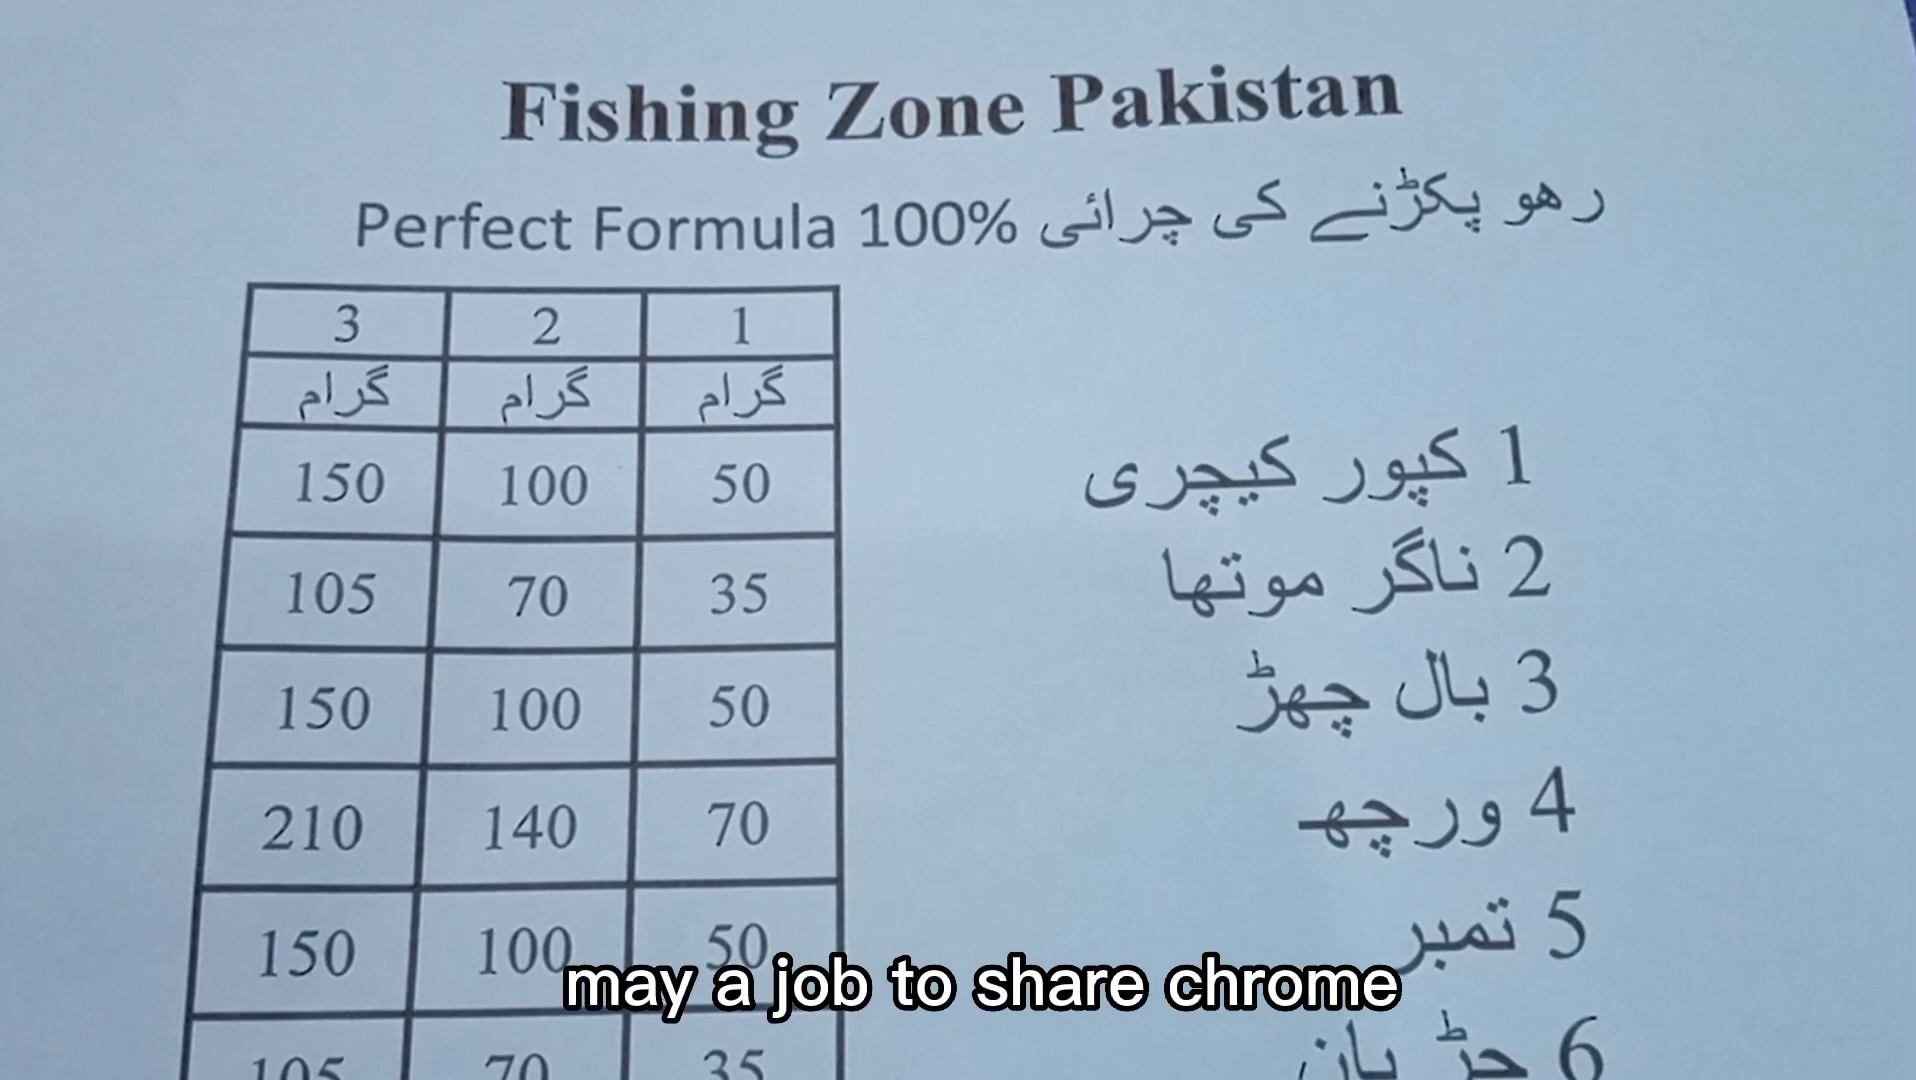 Fishing Zone Pakistan
رھو پکڑنے کی چرائی Perfect Formula 100%
3 2 1
گرام گرام گرام
150 100 50 1 کپور کیچری
105 70 35 2 ناگر موتھا
150 100 50 3 بال چھڑ
210 140 70 4 ورچھ
150 100 50 5 تمبر
105 70 35 6 جڑ پان
may a job to share chrome